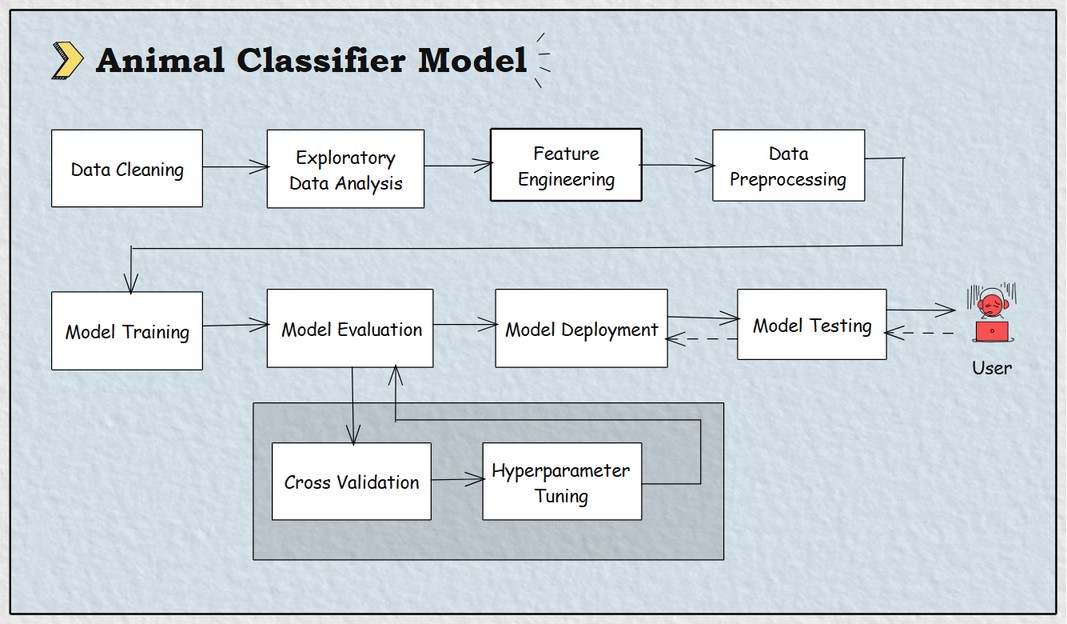 Animal Classifier Model
Data Cleaning
Exploratory
Data Analysis
Feature
Engineering
Data
Preprocessing
Model Training
Model Evaluation
Model Deployment
Model Testing
User
Cross Validation
Hyperparameter
Tuning